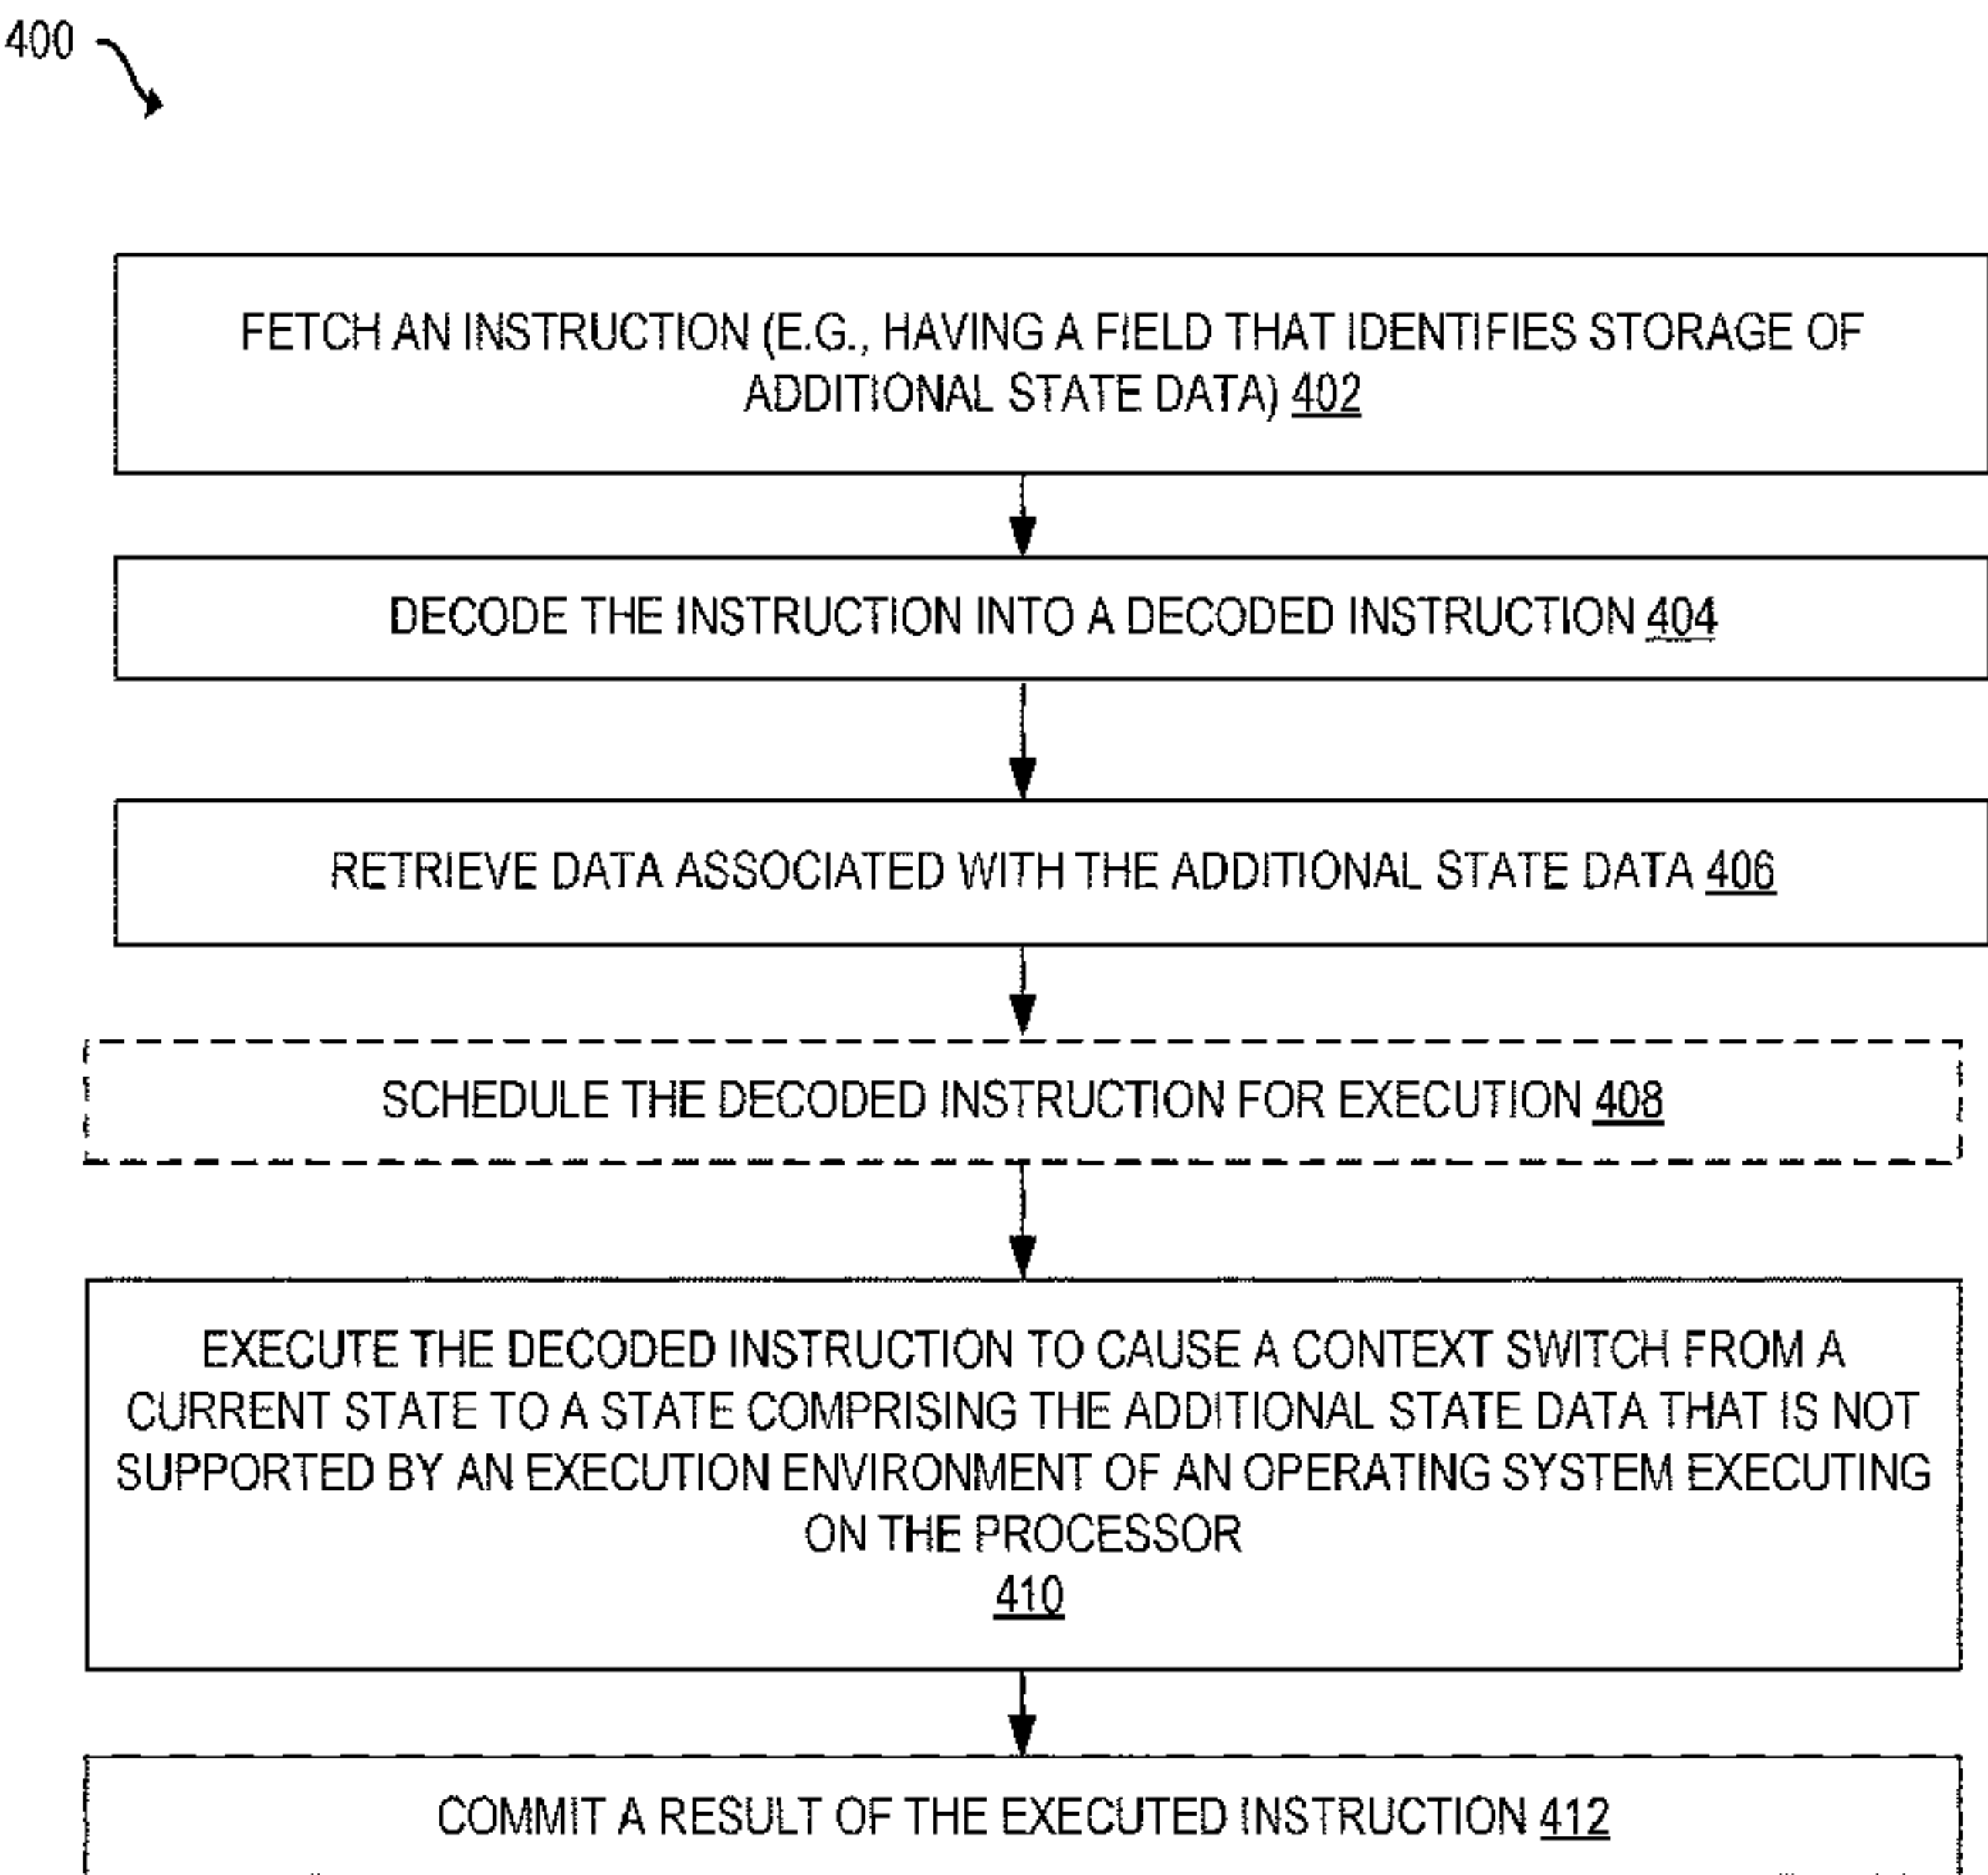 400
FETCH AN INSTRUCTION (E.G., HAVING A FIELD THAT IDENTIFIES STORAGE OF
ADDITIONAL STATE DATA) 402
DECODE THE INSTRUCTION INTO A DECODED INSTRUCTION 404
RETRIEVE DATA ASSOCIATED WITH THE ADDITIONAL STATE DATA 406
SCHEDULE THE DECODED INSTRUCTION FOR EXECUTION 408
EXECUTE THE DECODED INSTRUCTION TO CAUSE A CONTEXT SWITCH FROM A
CURRENT STATE TO A STATE COMPRISING THE ADDITIONAL STATE DATA THAT IS NOT
SUPPORTED BY AN EXECUTION ENVIRONMENT OF AN OPERATING SYSTEM EXECUTING
ON THE PROCESSOR
410
COMMIT A RESULT OF THE EXECUTED INSTRUCTION 412